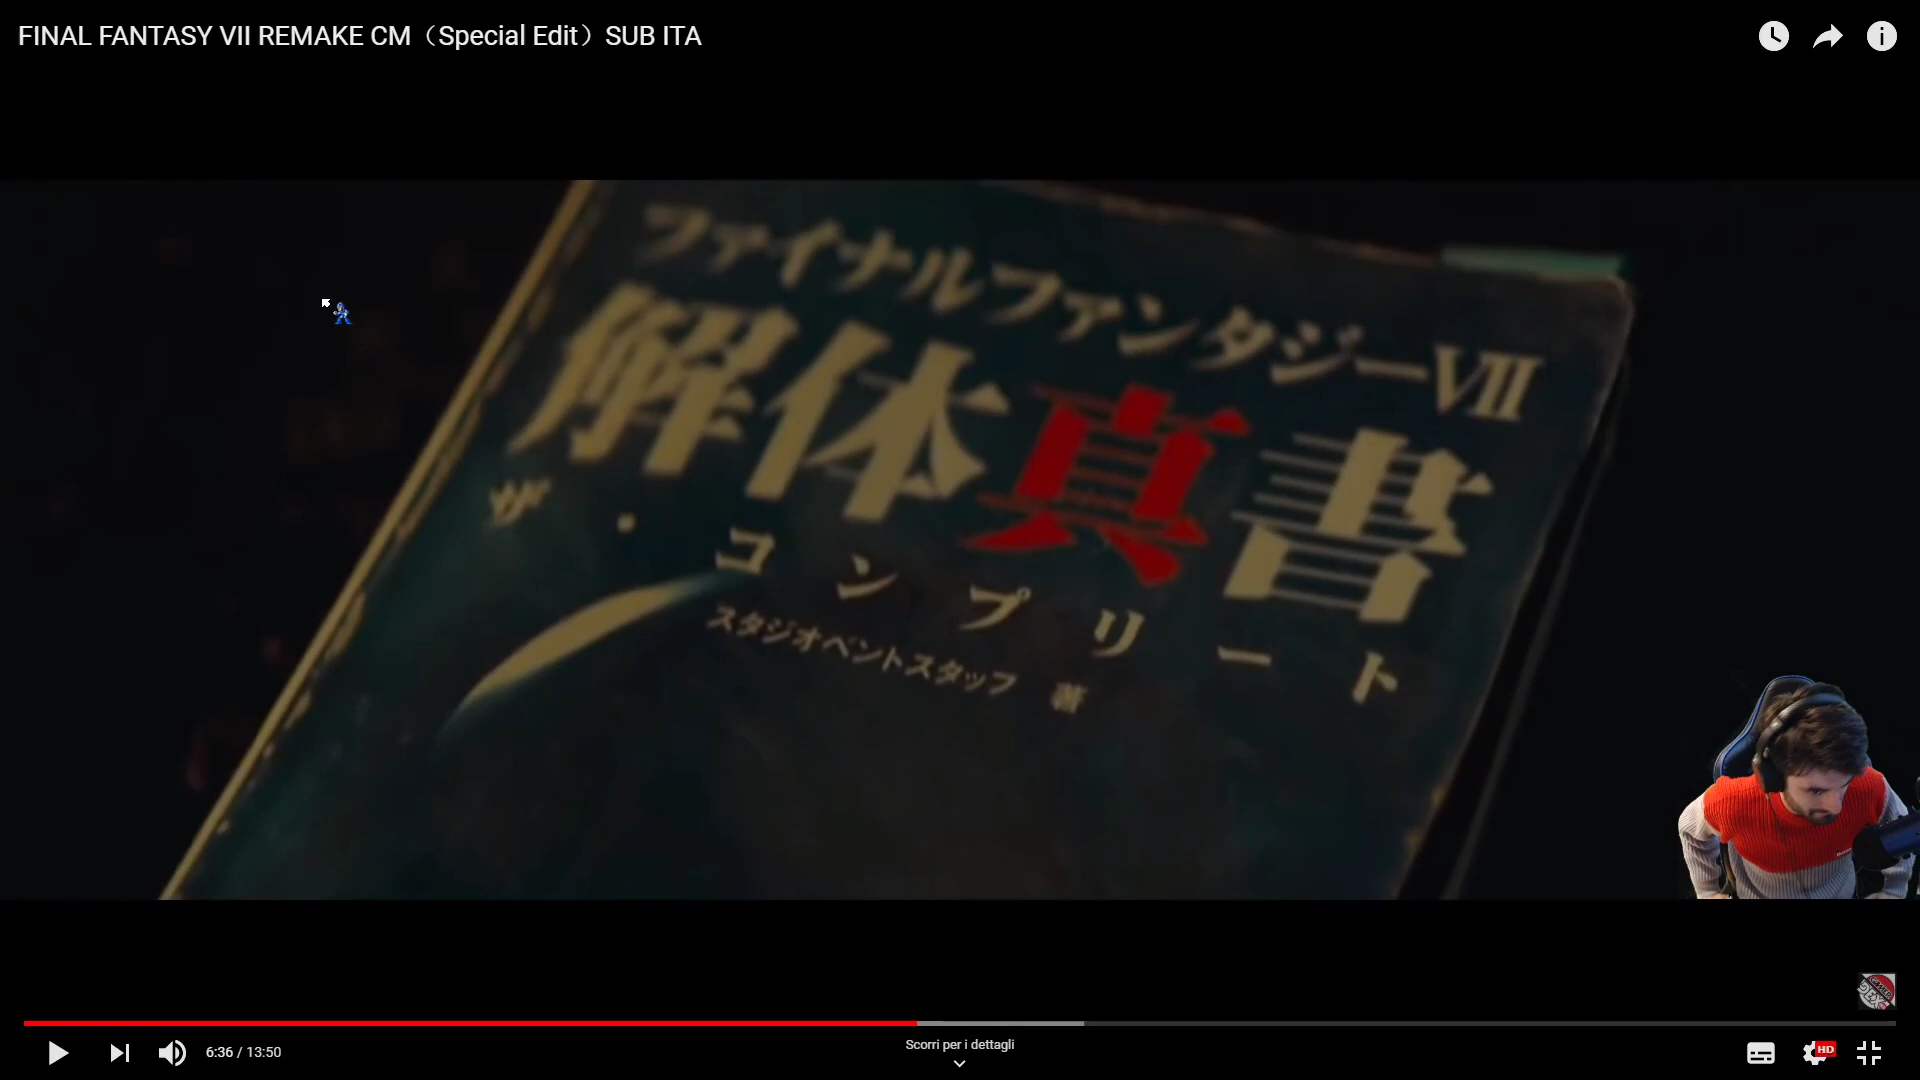 FINAL FANTASY VII REMAKE CM（Special Edit）SUB ITA
ファイナルファンタジーVII
解体真書
ザ・コンプリート
スタジオベントスタッフ 著
6:36 / 13:50
Scorri per i dettagli
HD